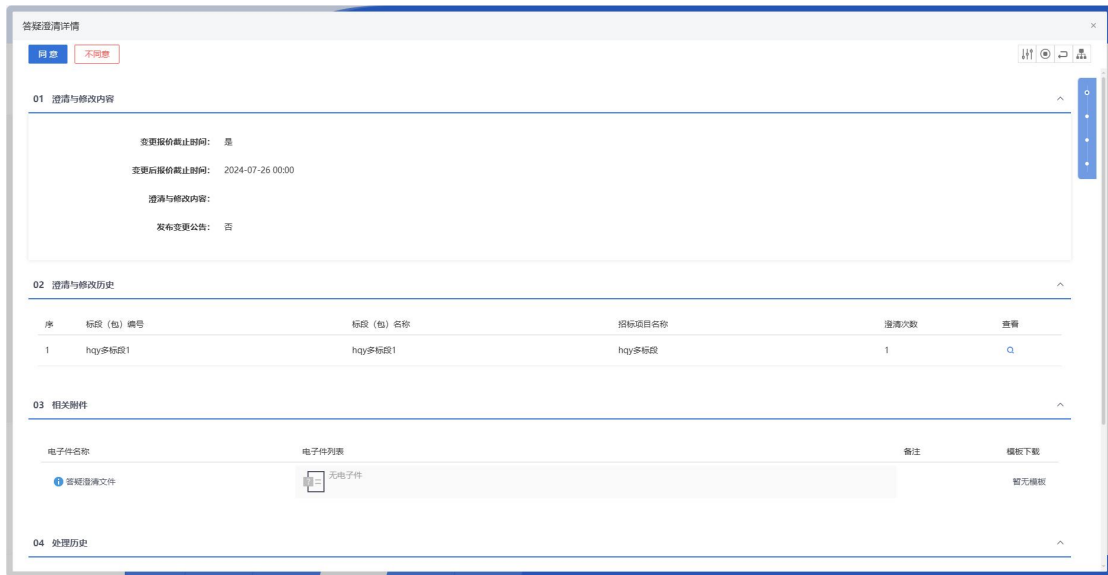 答疑澄清详情
同意 不同意
01 澄清与修改内容
变更报价截止时间： 是
变更后报价截止时间： 2024-07-26 00:00
澄清与修改内容：
发布变更公告： 否
02 澄清与修改历史
序 标段（包）编号 标段（包）名称 招标项目名称 澄清次数 查看
1 hqy多标段1 hqy多标段1 hqy多标段 1
03 相关附件
电子件名称 电子件列表 备注 模板下载
答疑澄清文件 无电子件 暂无模板
04 处理历史